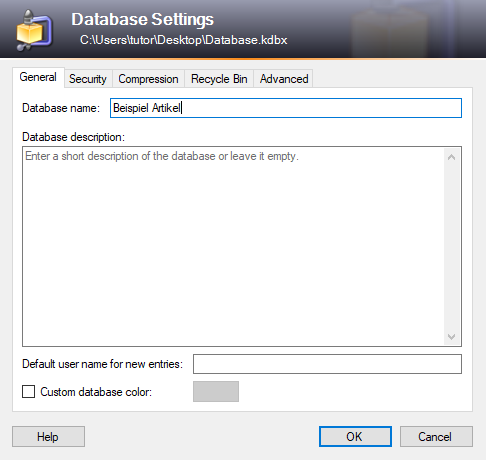 Database Settings
C:\Users\tutor\Desktop\Database.kdbx
General Security Compression Recycle Bin Advanced
Database name: Beispiel Artikel
Database description:
Enter a short description of the database or leave it empty.
Default user name for new entries:
Custom database color:
Help OK Cancel